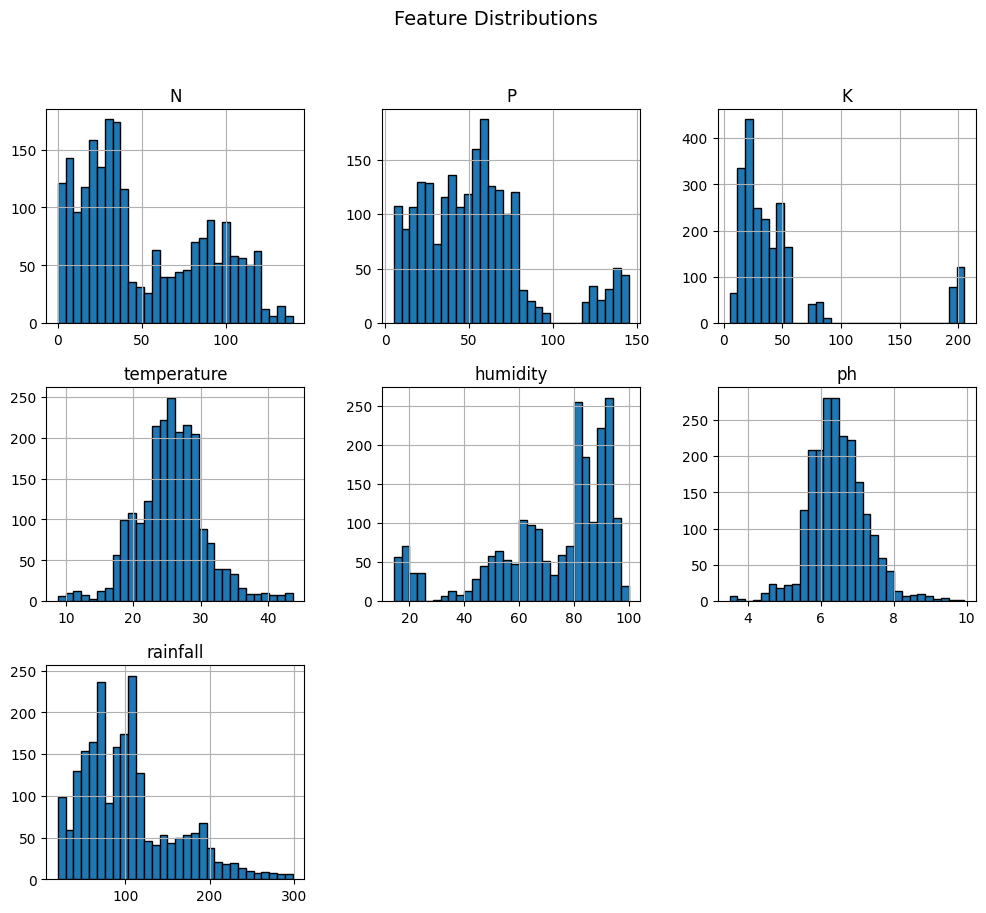 Feature Distributions
N P K
150 150 400
100 100 300
50 50 200
0 0 100
0
0 50 100 0 50 100 150 0 50 100 150 200
temperature humidity ph
250 250 250
200 200 200
150 150 150
100 100 100
50 50 50
0 0 0
10 20 30 40 20 40 60 80 100 4 6 8 10
rainfall
250
200
150
100
50
0
100 200 300